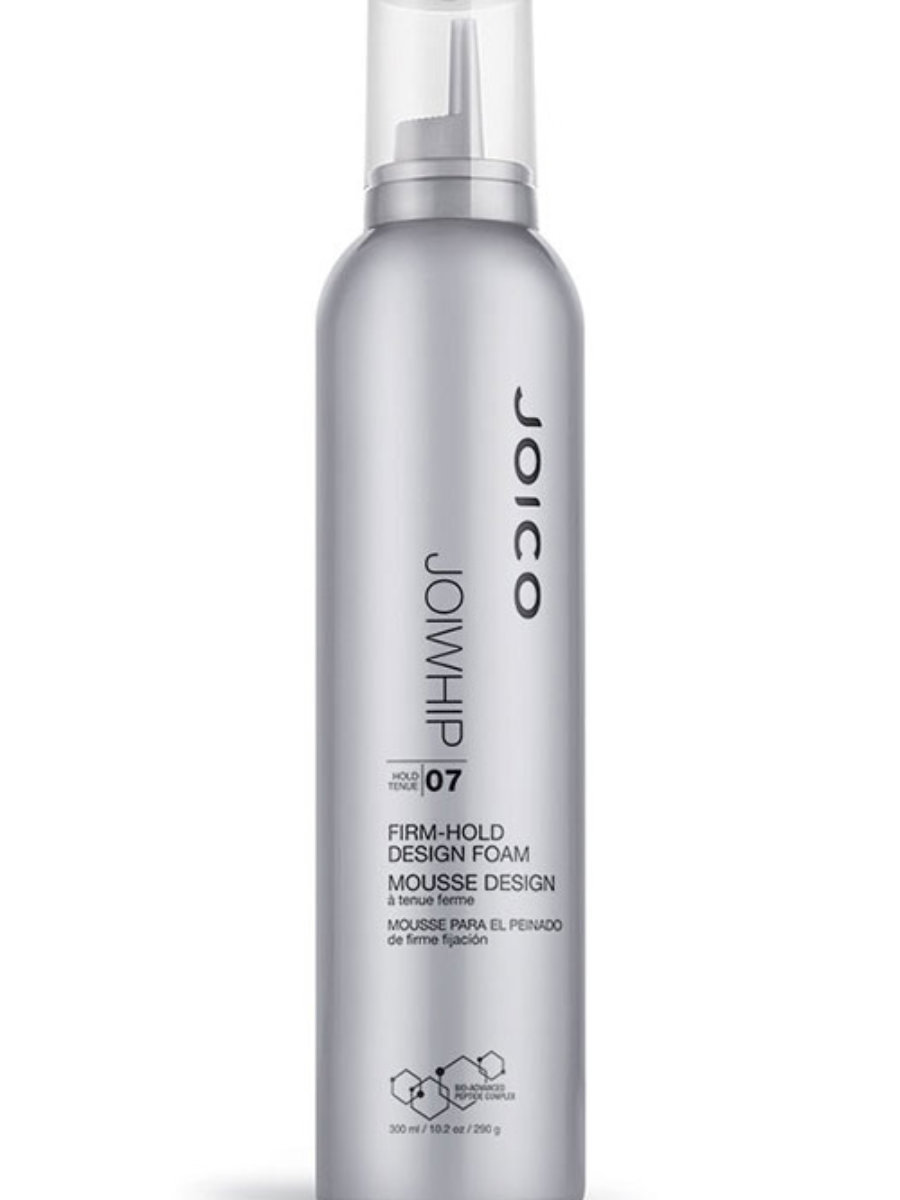 JOICO
JOIWHIP
HOLD
TENUE
07
FIRM-HOLD
DESIGN FOAM
MOUSSE DESIGN
à tenue ferme
MOUSSE PARA EL PEINADO
de firme fijación
BIO-ADVANCED
PEPTIDE COMPLEX
300 ml / 10.2 oz / 290 g